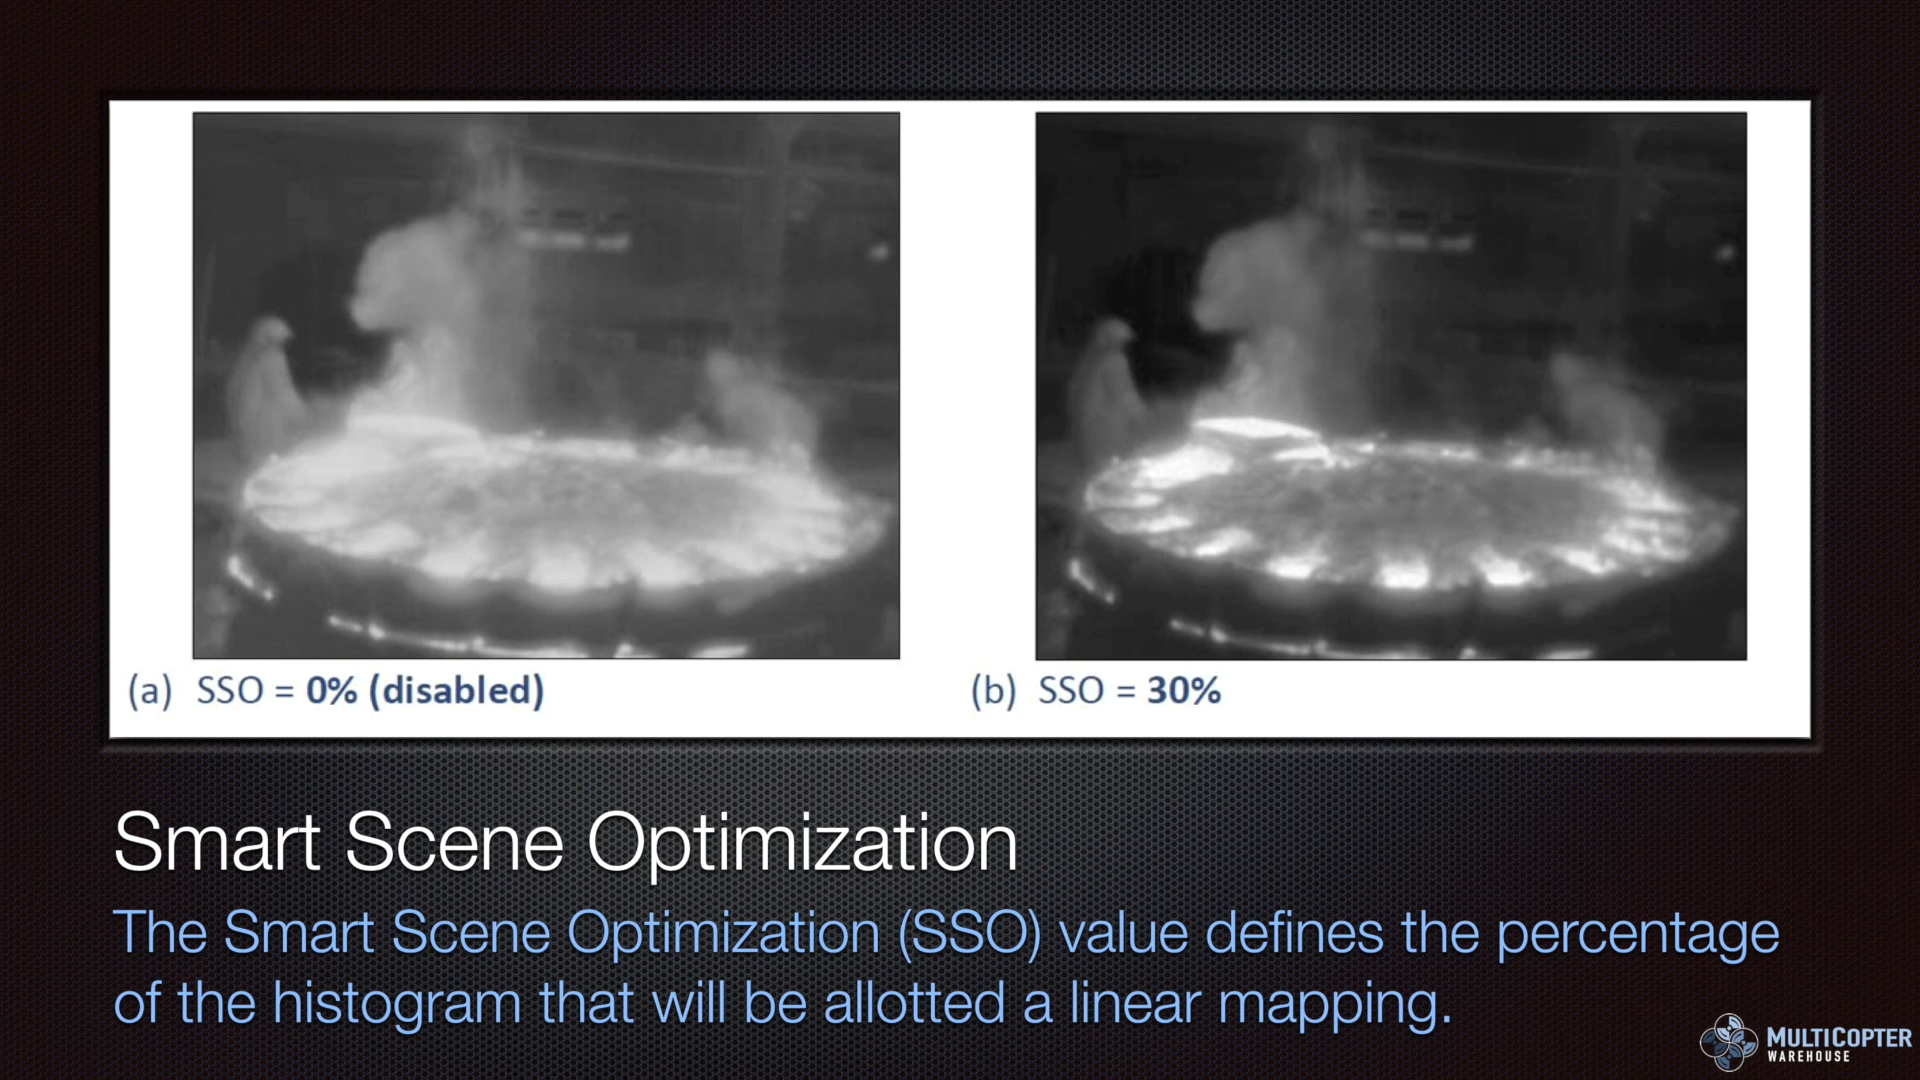 (a) SSO = 0% (disabled)
(b) SSO = 30%
Smart Scene Optimization
The Smart Scene Optimization (SSO) value defines the percentage
of the histogram that will be allotted a linear mapping.
MULTICOPTER
WAREHOUSE